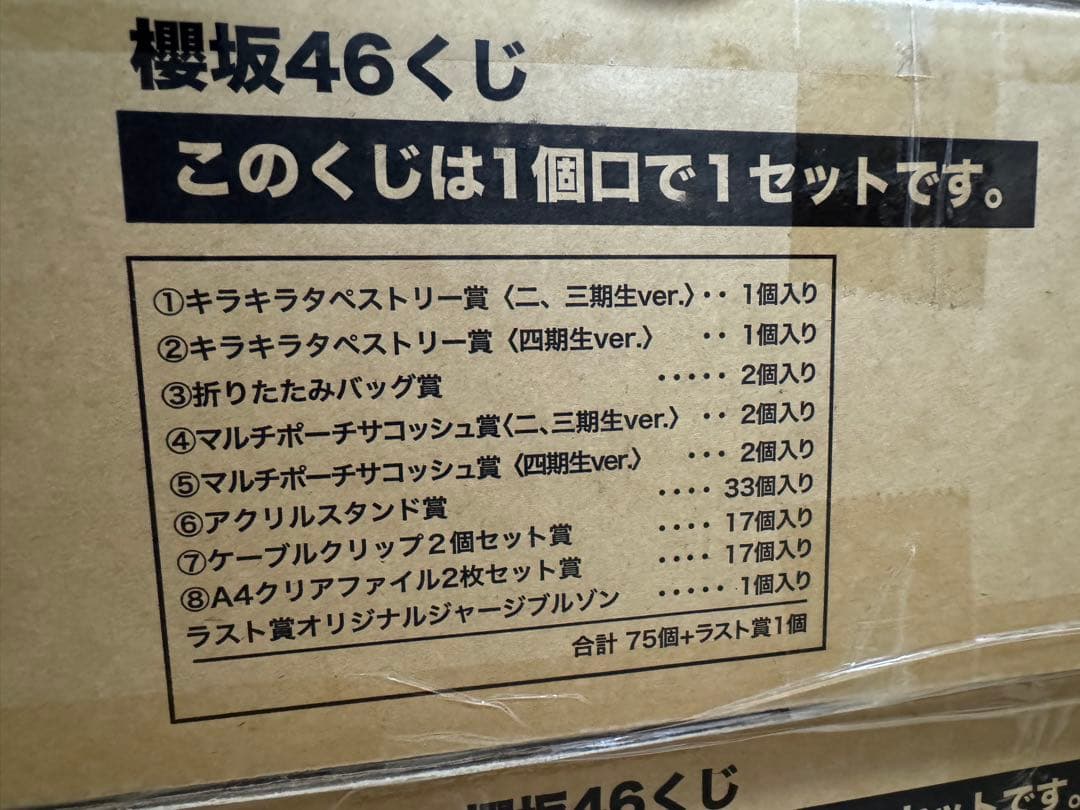 櫻坂46くじ
このくじは1個口で1セットです。
①キラキラタペストリー賞〈二、三期生ver.〉・・ 1個入り
②キラキラタペストリー賞〈四期生ver.〉 ・・ 1個入り
③折りたたみバッグ賞 ・・・・・ 2個入り
④マルチポーチサコッシュ賞〈二、三期生ver.〉 ・・ 2個入り
⑤マルチポーチサコッシュ賞〈四期生ver.〉 ・・・ 2個入り
⑥アクリルスタンド賞 ・・・・ 33個入り
⑦ケーブルクリップ2個セット賞 ・・・・ 17個入り
⑧A4クリアファイル2枚セット賞 ・・・・ 17個入り
ラスト賞オリジナルジャージブルゾン ・・・・・ 1個入り
合計 75個+ラスト賞1個
櫻坂46くじ
セットです。